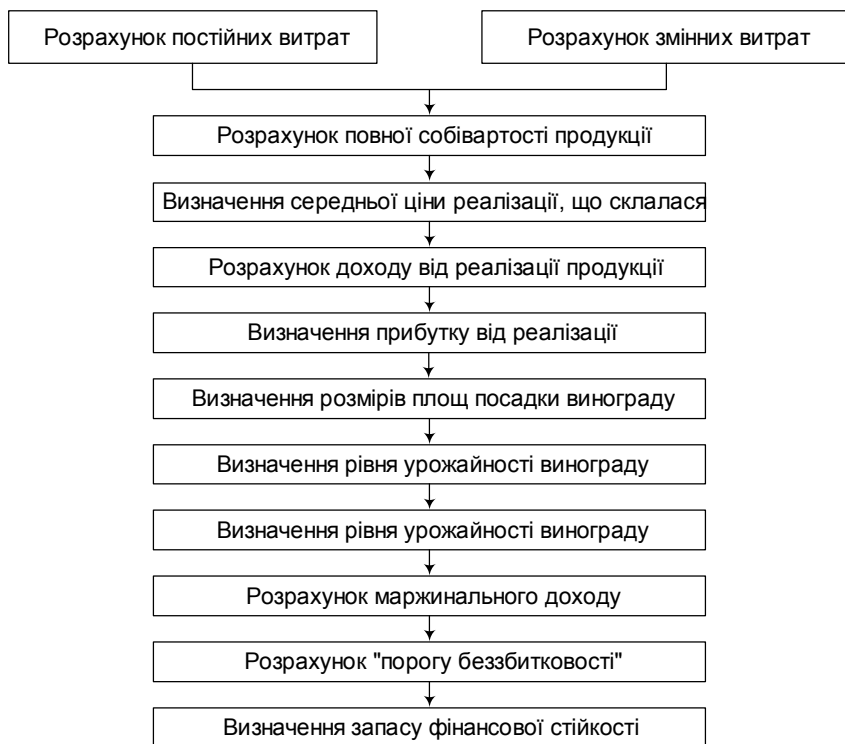 Розрахунок постійних витрат
Розрахунок змінних витрат
Розрахунок повної собівартості продукції
Визначення середньої ціни реалізації, що склалася
Розрахунок доходу від реалізації продукції
Визначення прибутку від реалізації
Визначення розмірів площ посадки винограду
Визначення рівня урожайності винограду
Визначення рівня урожайності винограду
Розрахунок маржинального доходу
Розрахунок "порогу беззбитковості"
Визначення запасу фінансової стійкості